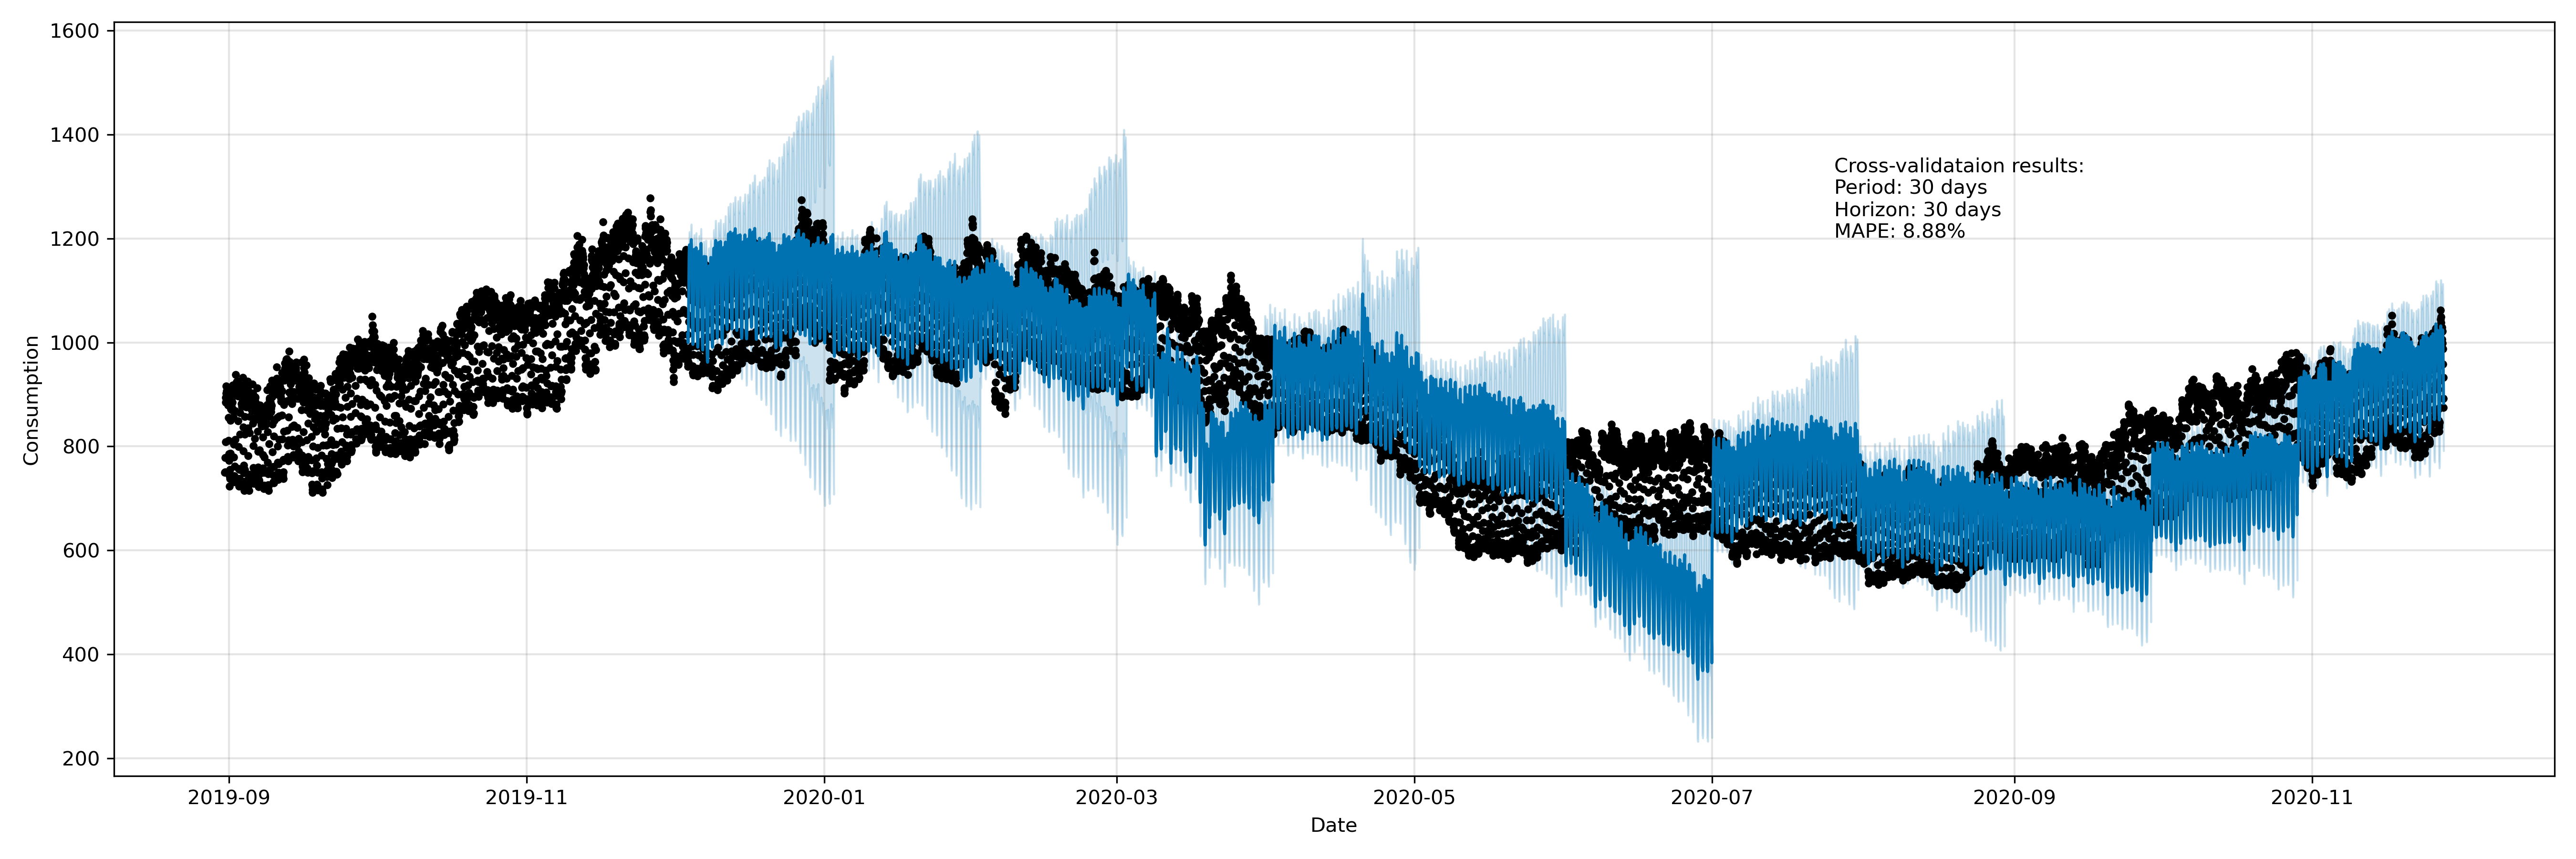 1600
1400
1200
1000
800
600
400
200
Consumption
Cross-validataion results:
Period: 30 days
Horizon: 30 days
MAPE: 8.88%
2019-09
2019-11
2020-01
2020-03
2020-05
2020-07
2020-09
2020-11
Date